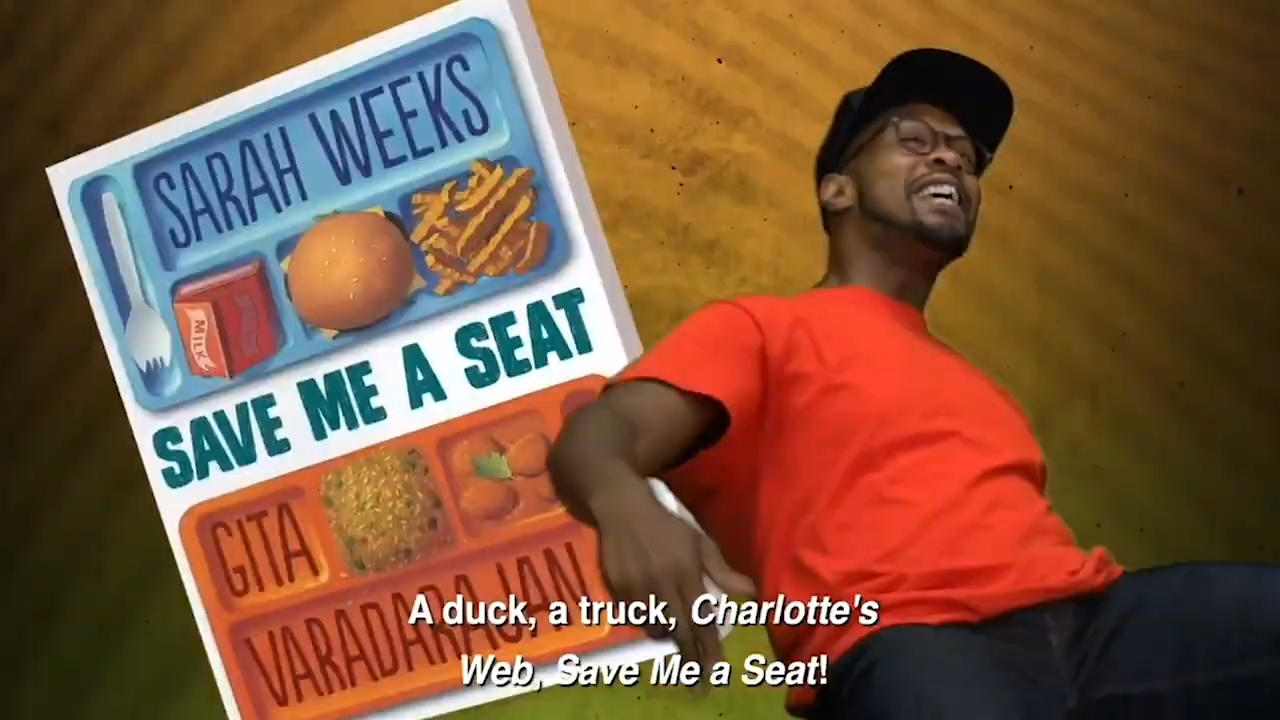 SARAH WEEKS
MILK
SAVE ME A SEAT
GITA
VARADARAJAN
A duck, a truck, Charlotte's
Web, Save Me a Seat!